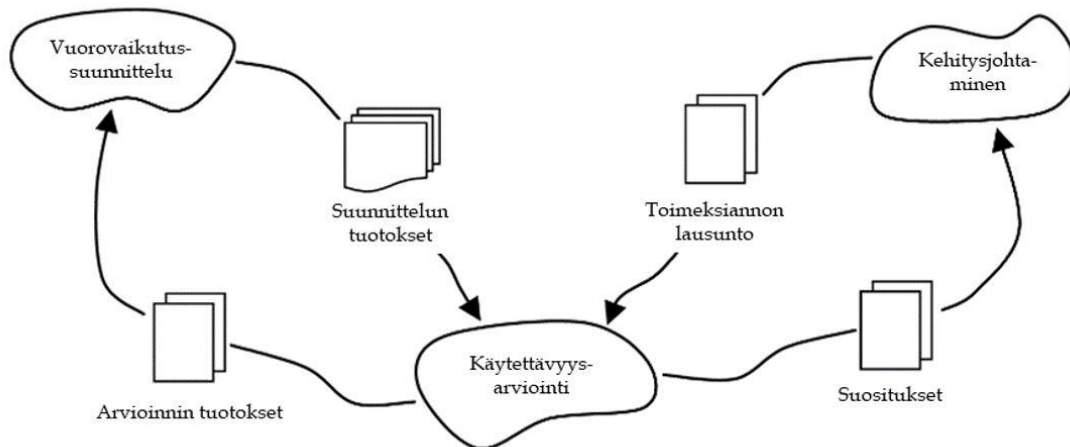 Vuorovaikutus-
suunnittelu
Kehitysjohta-
minen
Suunnittelun
tuotokset
Toimeksiannon
lausunto
Käytettävyys-
arviointi
Arvioinnin tuotokset
Suositukset